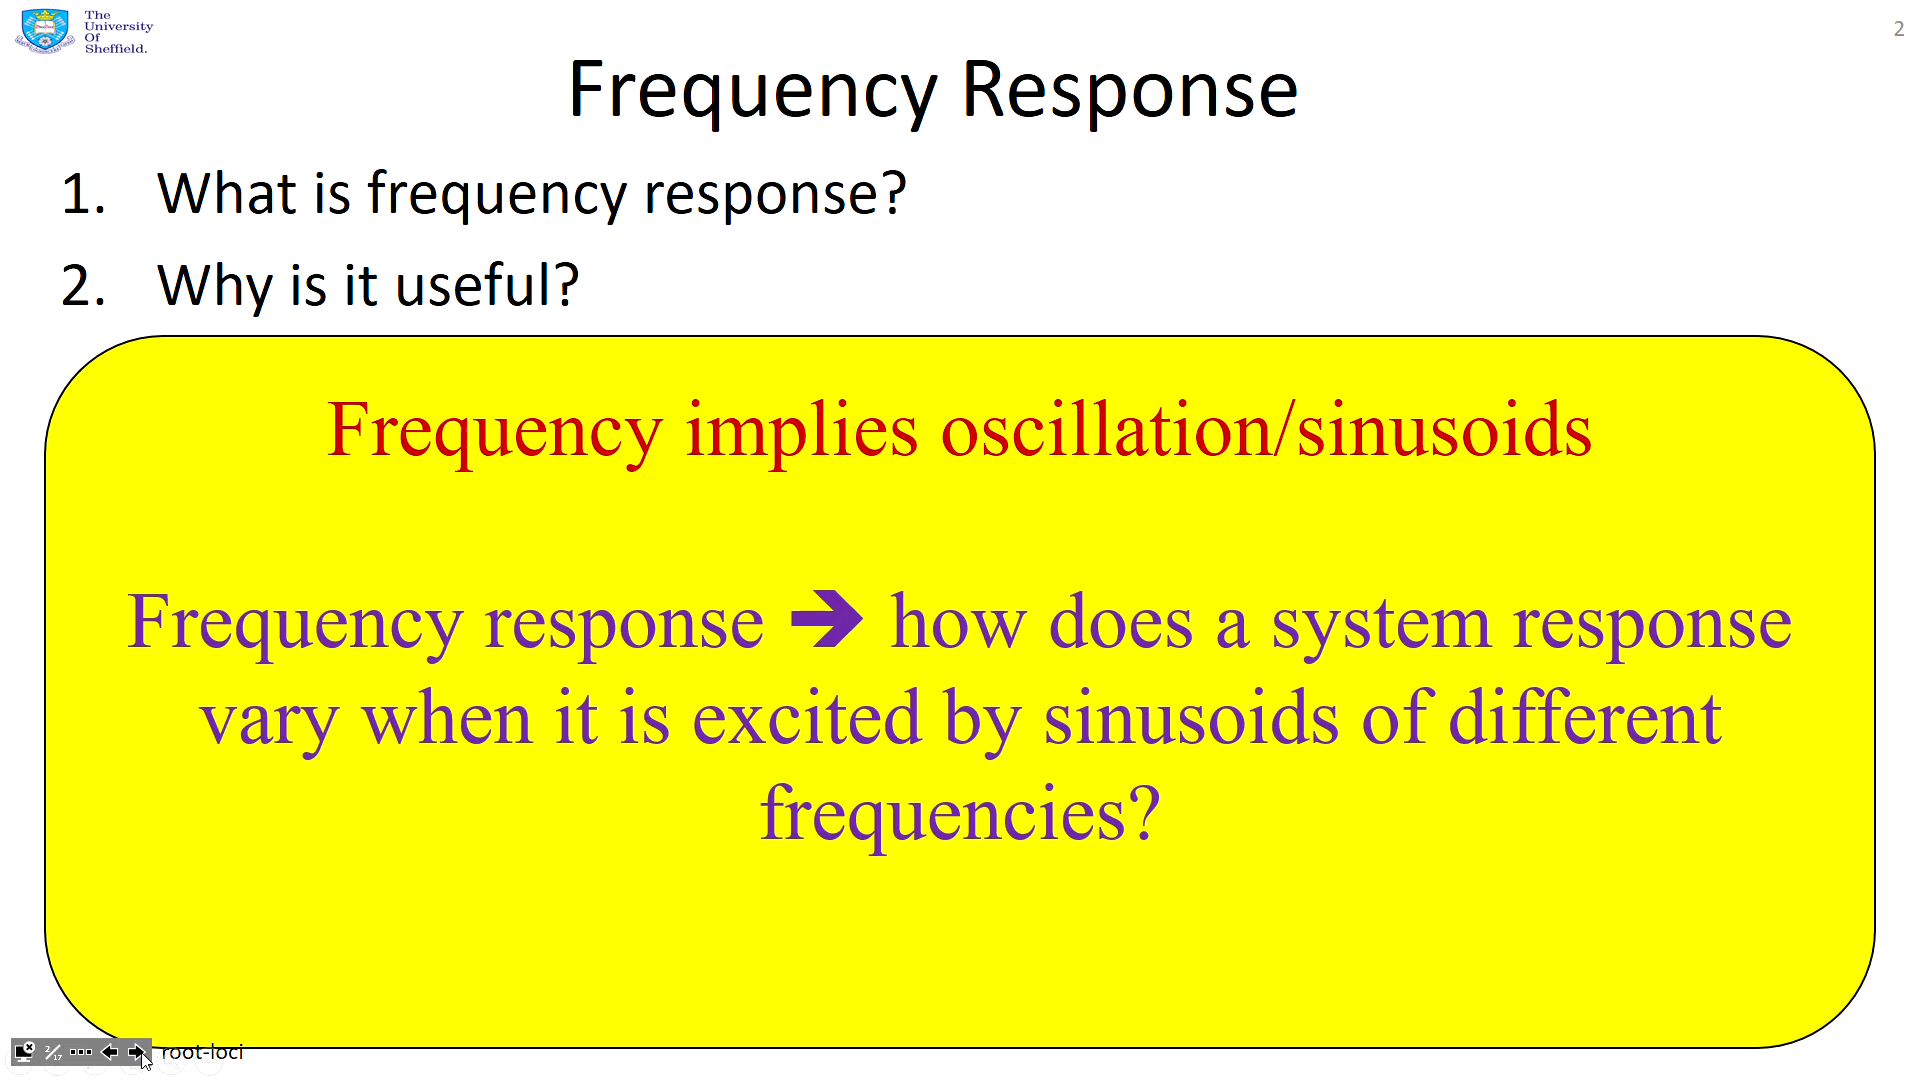 The
University
Of
Sheffield.
2
Frequency Response
1. What is frequency response?
2. Why is it useful?
Frequency implies oscillation/sinusoids
Frequency response ➔ how does a system response
vary when it is excited by sinusoids of different
frequencies?
2/17
root-loci